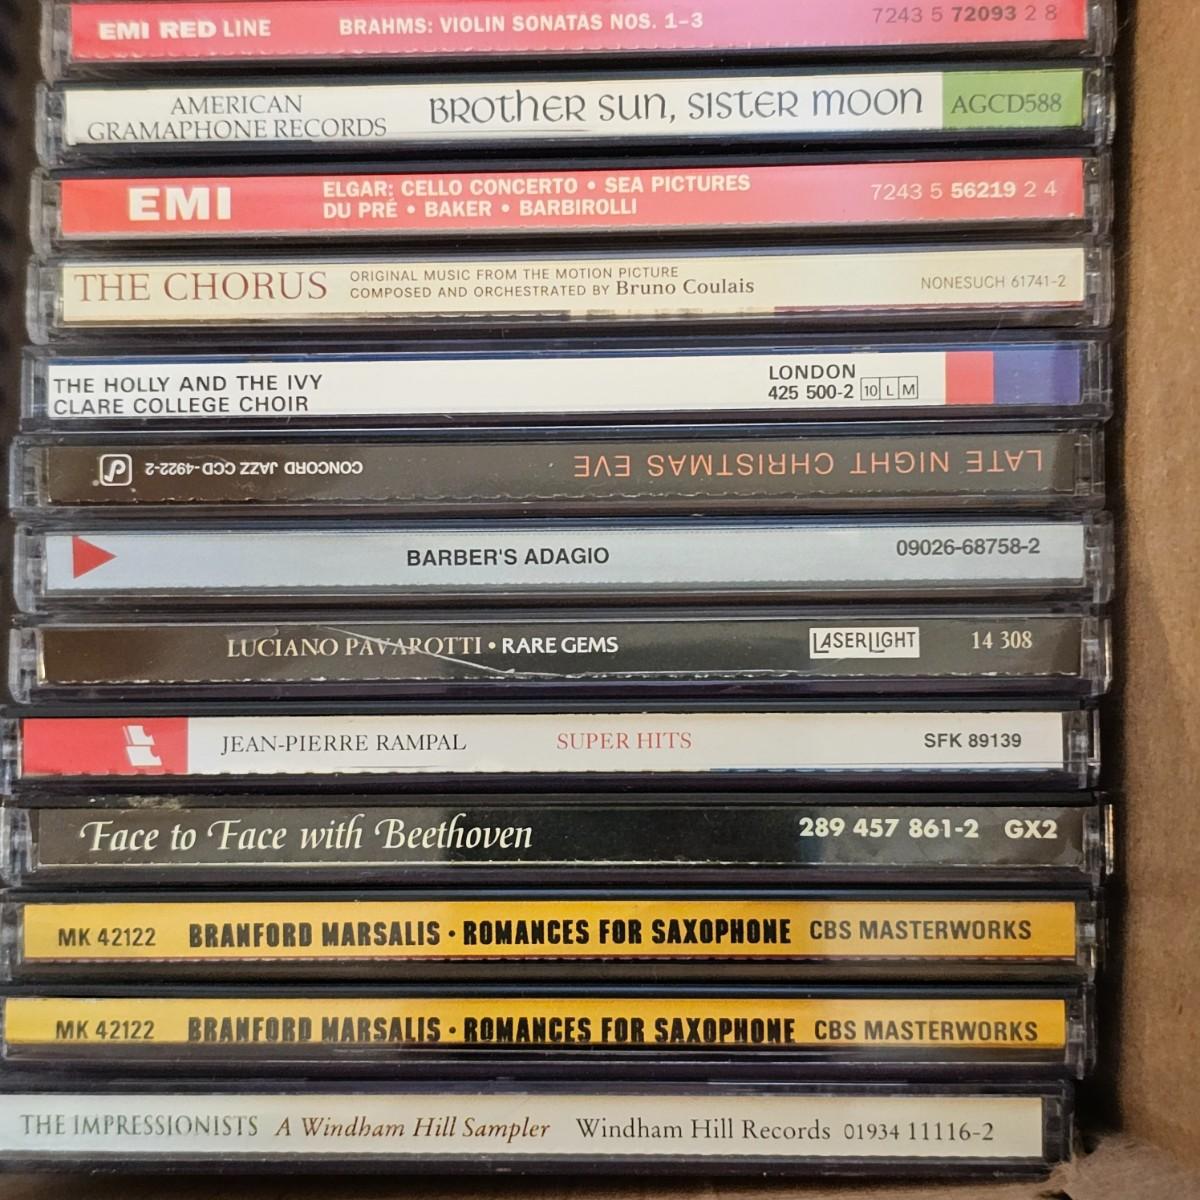 EMI RED LINE BRAHMS: VIOLIN SONATAS NOS. 1-3 7243 5 72093 2 8
AMERICAN GRAMAPHONE RECORDS BROTHER SUN, SISTER MOON AGCD588
EMI ELGAR: CELLO CONCERTO • SEA PICTURES
DU PRÉ • BAKER • BARBIROLLI 7243 5 56219 2 4
THE CHORUS ORIGINAL MUSIC FROM THE MOTION PICTURE
COMPOSED AND ORCHESTRATED BY Bruno Coulais NONESUCH 61741-2
THE HOLLY AND THE IVY
CLARE COLLEGE CHOIR
LONDON
425 500-2 10 L M
LATE NIGHT CHRISTMAS EVE CONCORD JAZZ CCD-4922-2
BARBER'S ADAGIO 09026-68758-2
LUCIANO PAVAROTTI • RARE GEMS LASERLIGHT 14 308
JEAN-PIERRE RAMPAL SUPER HITS SFK 89139
Face to Face with Beethoven 289 457 861-2 GX2
MK 42122 BRANFORD MARSALIS · ROMANCES FOR SAXOPHONE CBS MASTERWORKS
MK 42122 BRANFORD MARSALIS · ROMANCES FOR SAXOPHONE CBS MASTERWORKS
THE IMPRESSIONISTS A Windham Hill Sampler Windham Hill Records 01934 11116-2